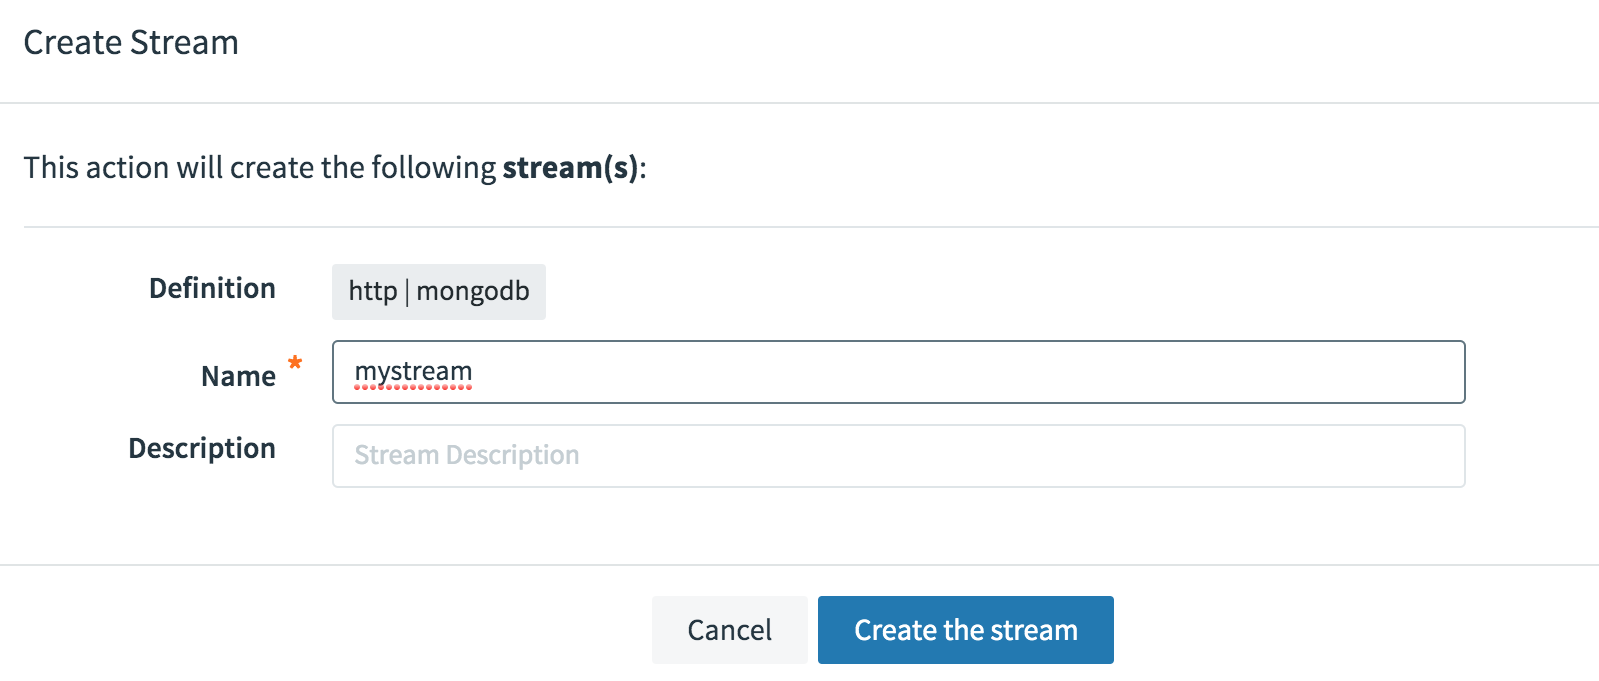 Create Stream
This action will create the following stream(s):
Definition http | mongodb
Name * mystream
Description Stream Description
Cancel Create the stream